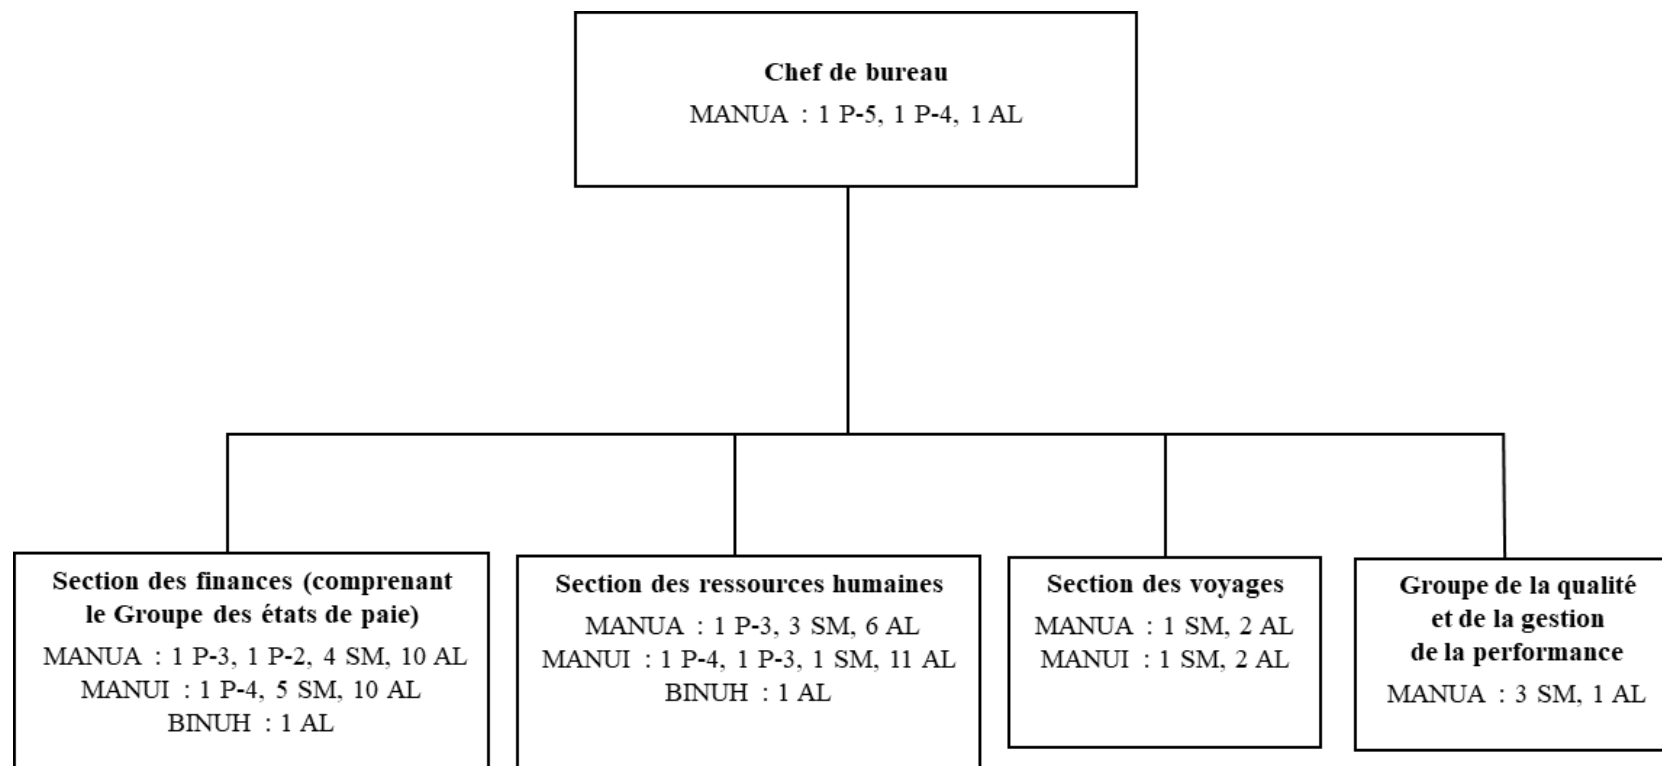 Chef de bureau
MANUA : 1 P-5, 1 P-4, 1 AL
Section des finances (comprenant
le Groupe des états de paie)
MANUA : 1 P-3, 1 P-2, 4 SM, 10 AL
MANUI : 1 P-4, 5 SM, 10 AL
BINUH : 1 AL
Section des ressources humaines
MANUA : 1 P-3, 3 SM, 6 AL
MANUI : 1 P-4, 1 P-3, 1 SM, 11 AL
BINUH : 1 AL
Section des voyages
MANUA : 1 SM, 2 AL
MANUI : 1 SM, 2 AL
Groupe de la qualité
et de la gestion
de la performance
MANUA : 3 SM, 1 AL